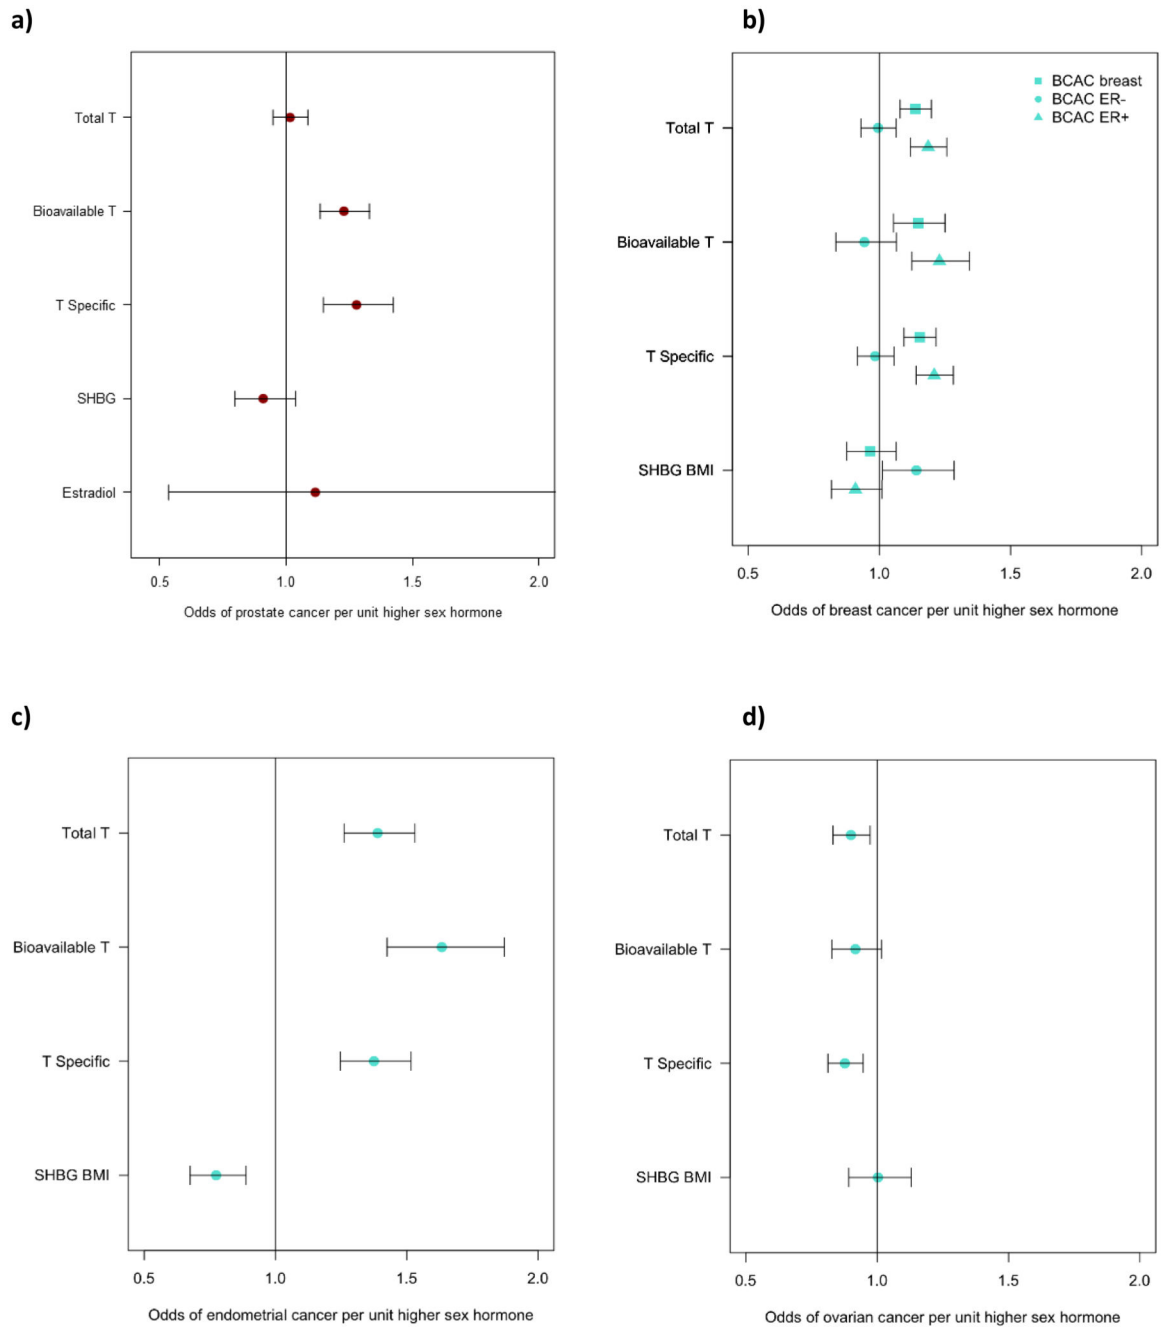 a)
Total T
Bioavailable T
T Specific
SHBG
Estradiol
0.5 1.0 1.5 2.0
Odds of prostate cancer per unit higher sex hormone
b)
BCAC breast
BCAC ER-
BCAC ER+
Total T
Bioavailable T
T Specific
SHBG BMI
0.5 1.0 1.5 2.0
Odds of breast cancer per unit higher sex hormone
c)
Total T
Bioavailable T
T Specific
SHBG BMI
0.5 1.0 1.5 2.0
Odds of endometrial cancer per unit higher sex hormone
d)
Total T
Bioavailable T
T Specific
SHBG BMI
0.5 1.0 1.5 2.0
Odds of ovarian cancer per unit higher sex hormone